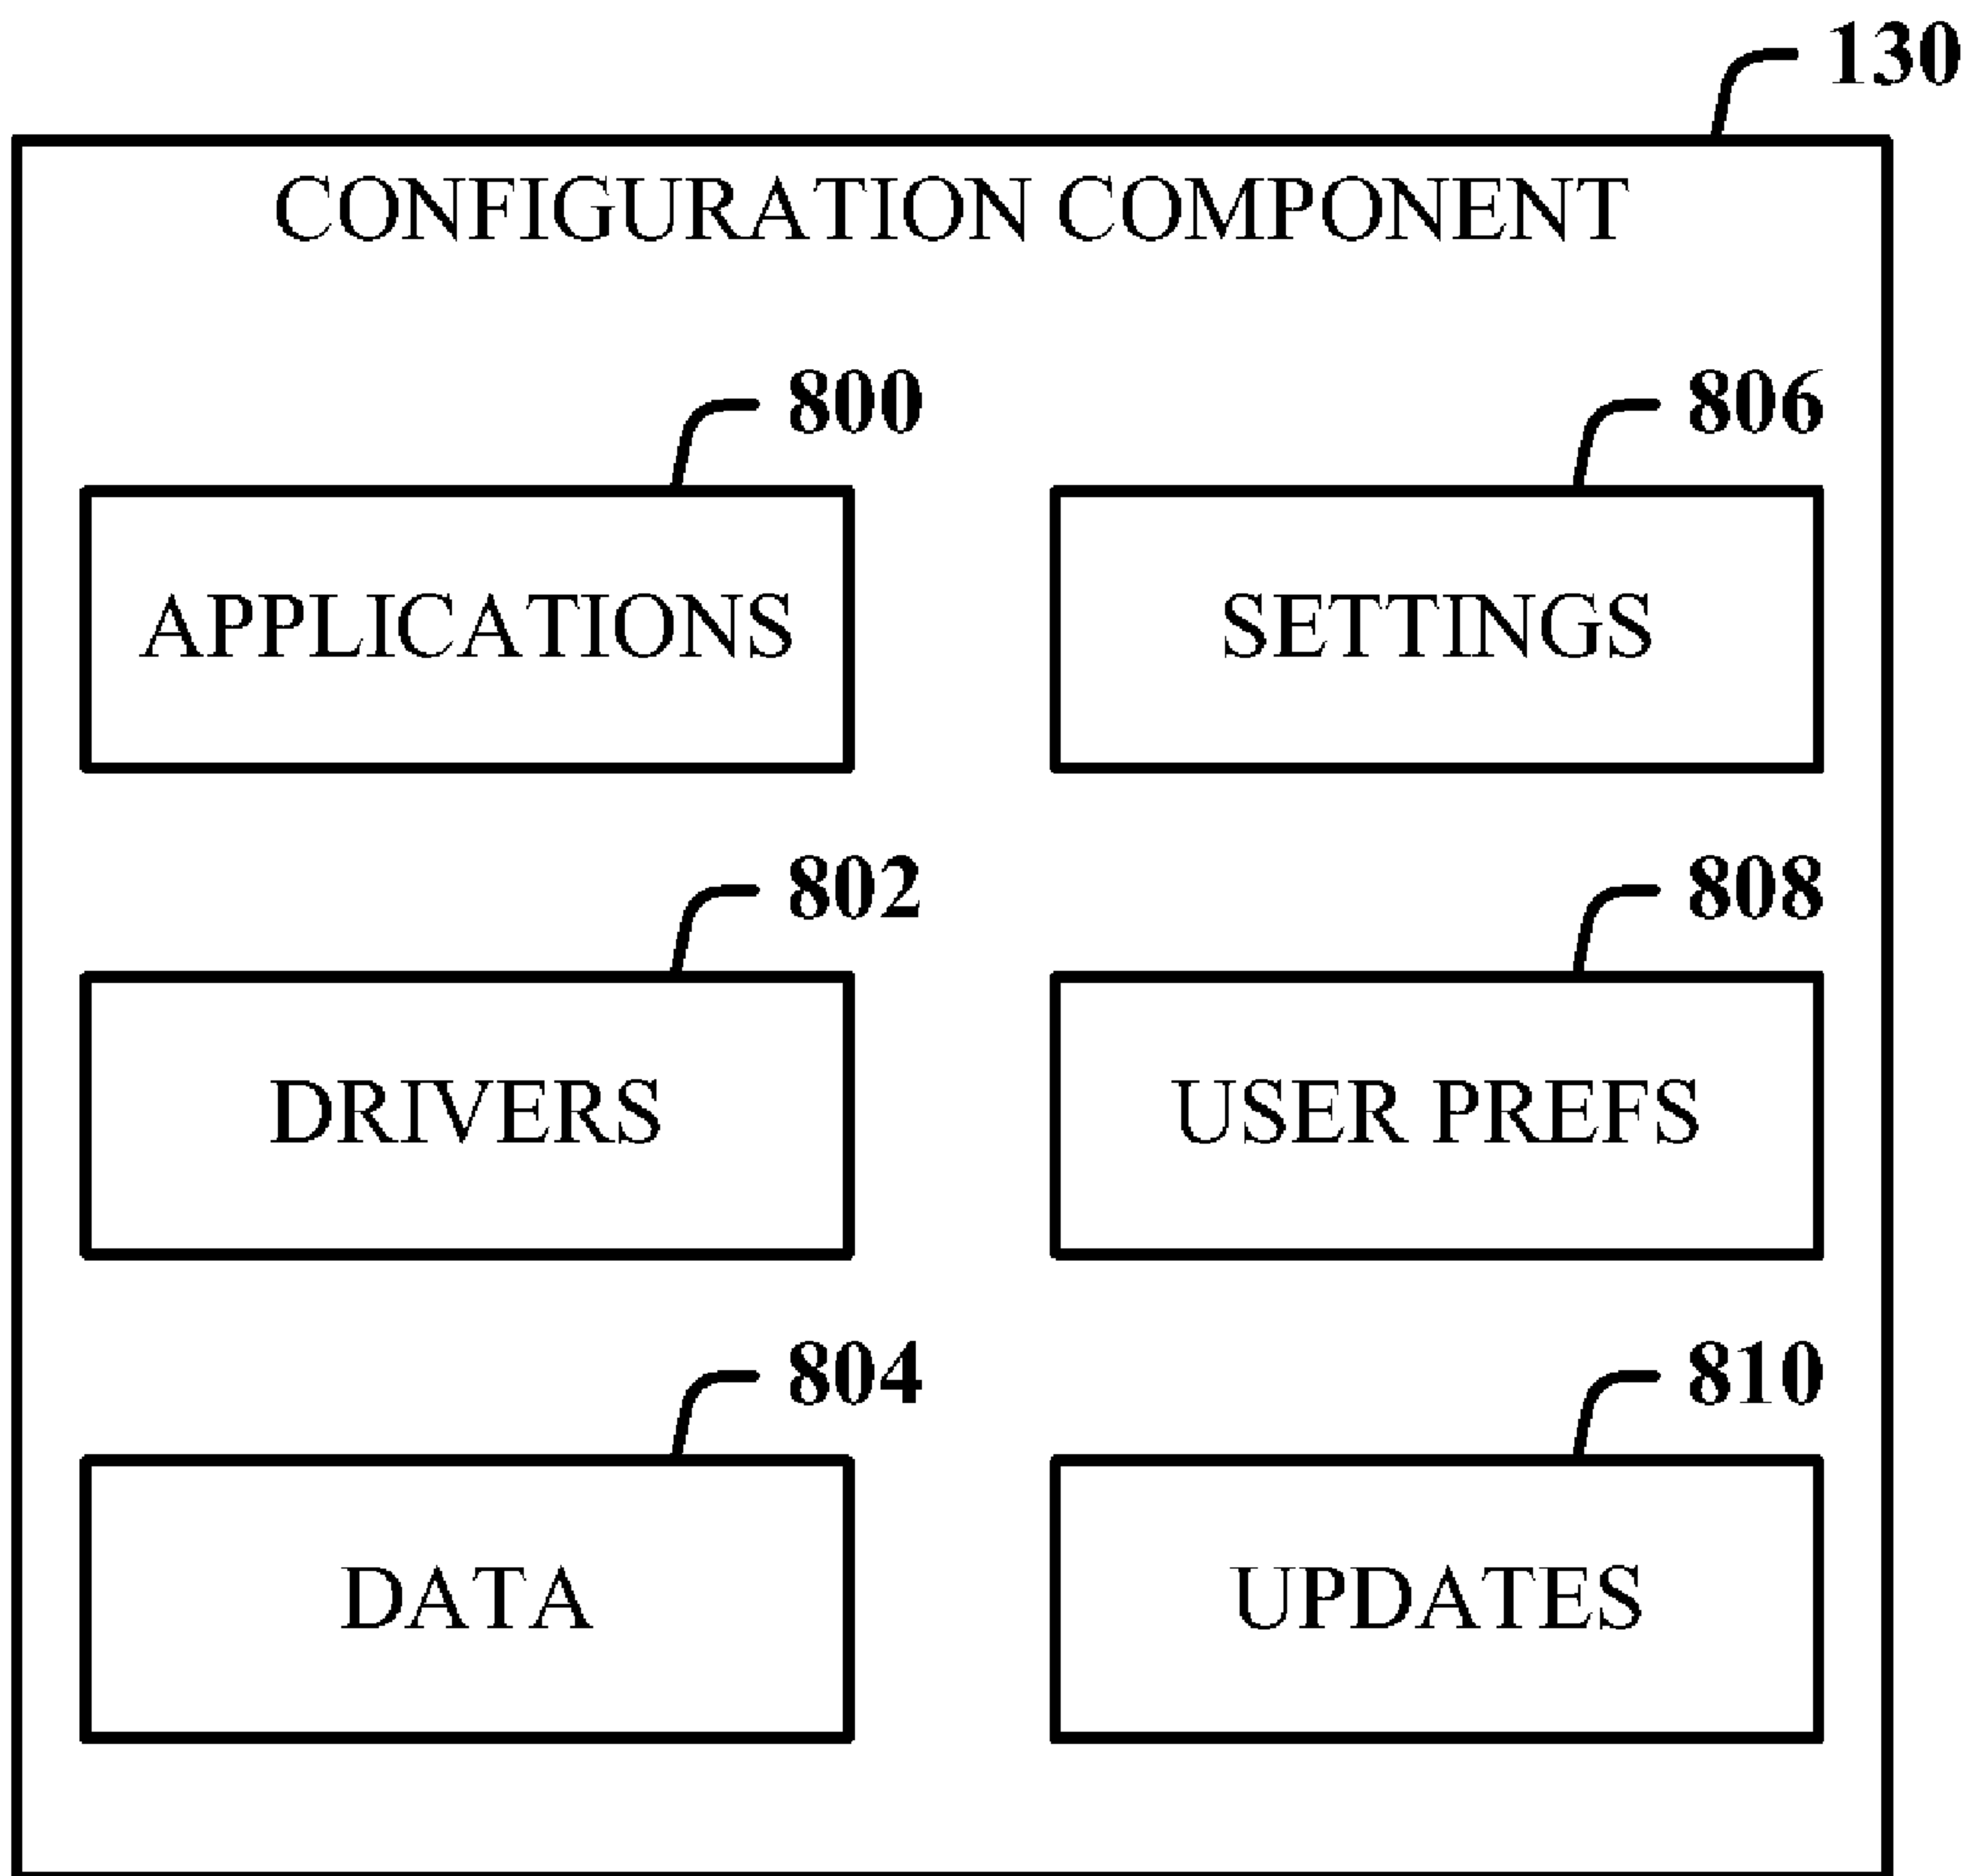 130
CONFIGURATION COMPONENT
800
806
APPLICATIONS
SETTINGS
802
808
DRIVERS
USER PREFS
804
810
DATA
UPDATES